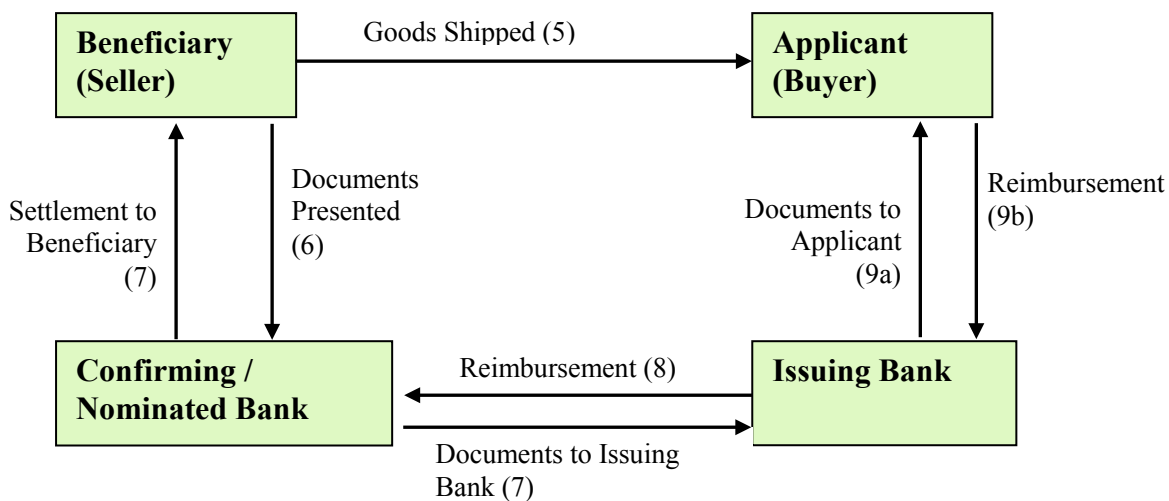 Goods Shipped (5)
Beneficiary
(Seller)
Applicant
(Buyer)
Settlement to
Beneficiary
(7)
Documents
Presented
(6)
Documents to
Applicant
(9a)
Reimbursement
(9b)
Confirming /
Nominated Bank
Reimbursement (8)
Issuing Bank
Documents to Issuing
Bank (7)